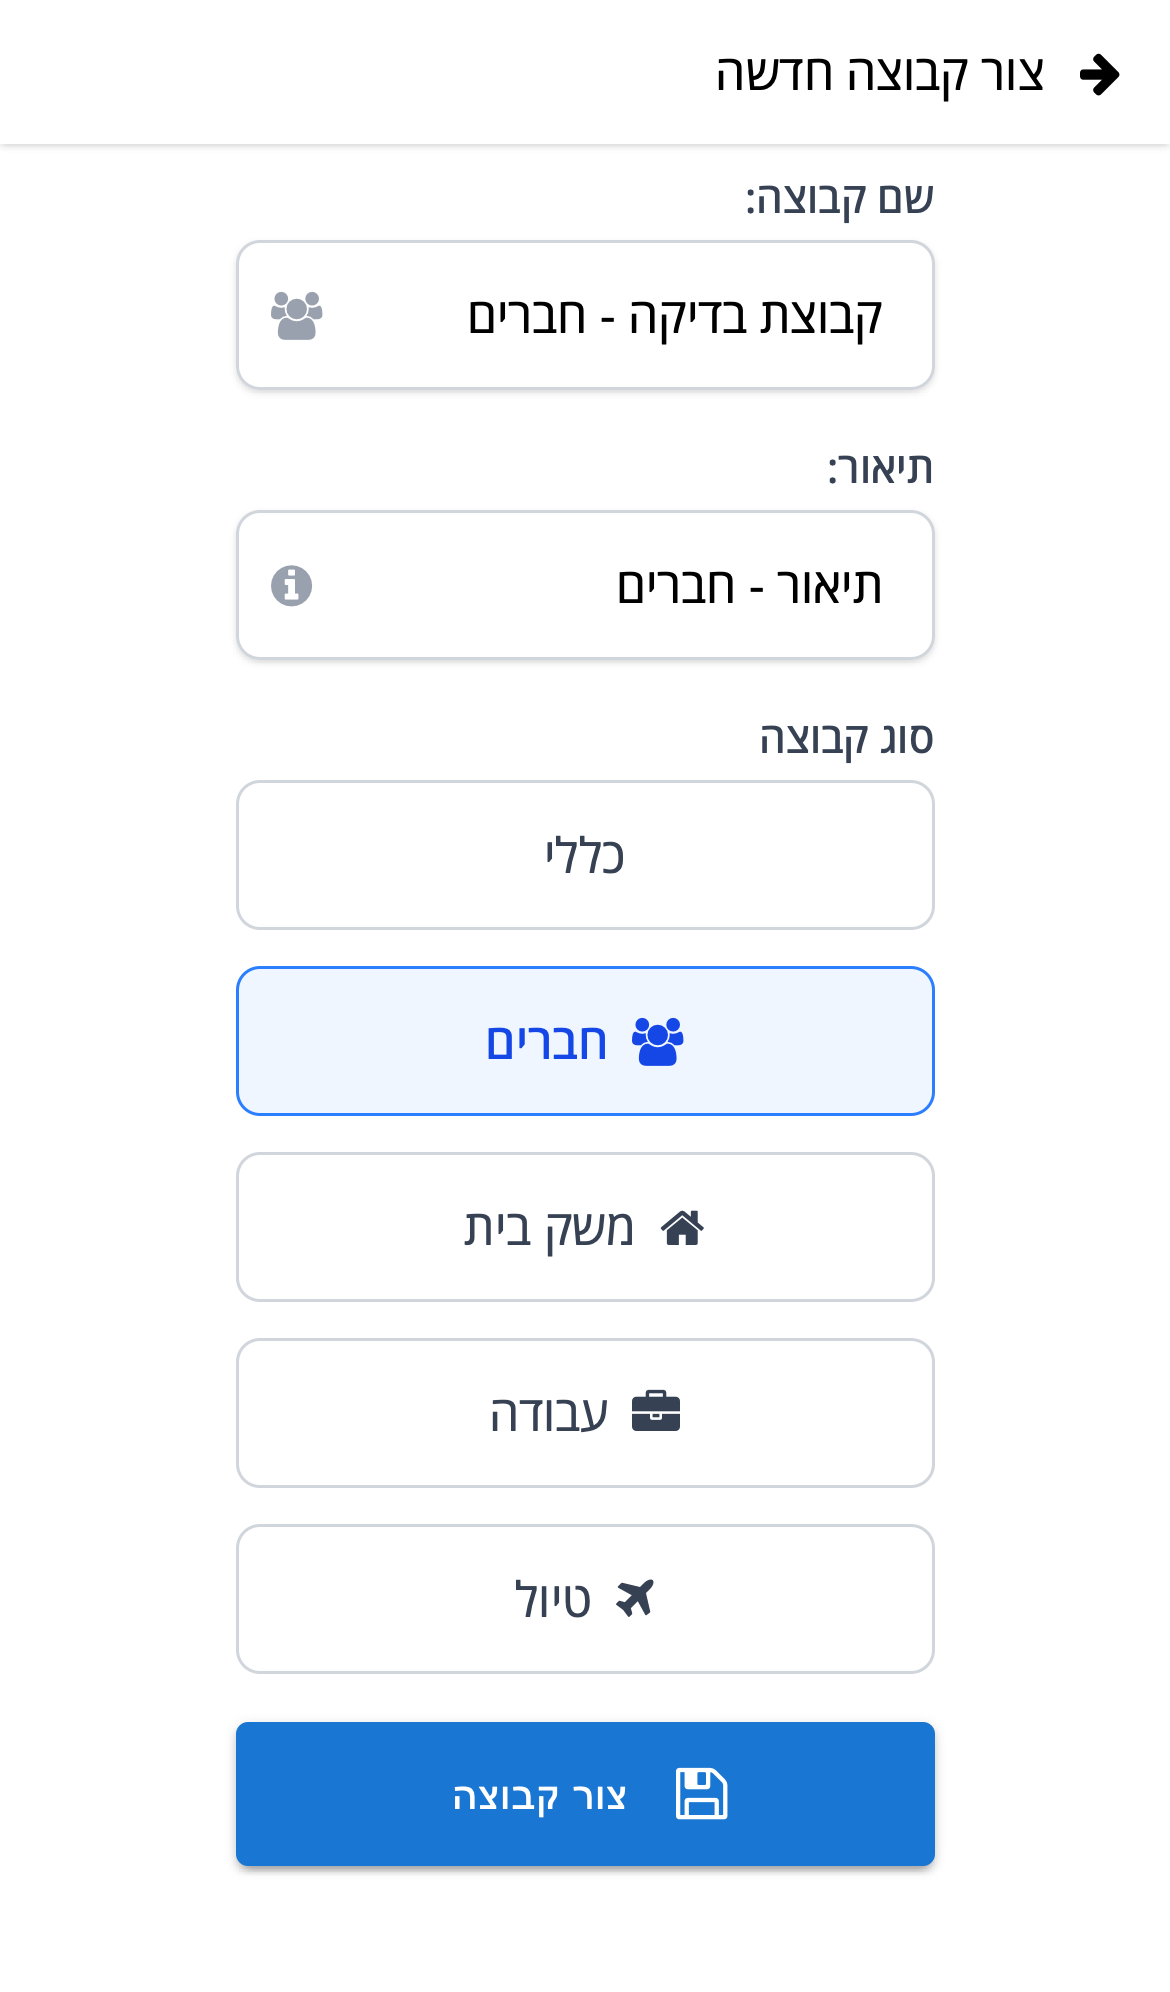 צור קבוצה חדשה
שם קבוצה:
קבוצת בדיקה - חברים
תיאור:
תיאור - חברים
סוג קבוצה
כללי
חברים
משק בית
עבודה
טיול
צור קבוצה